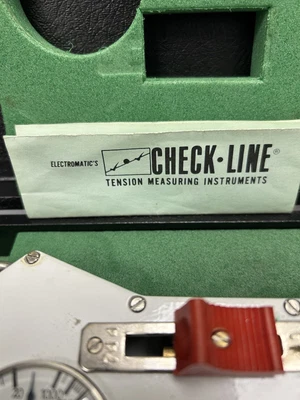 ELECTROMATIC'S
CHECK•LINE®
TENSION MEASURING INSTRUMENTS